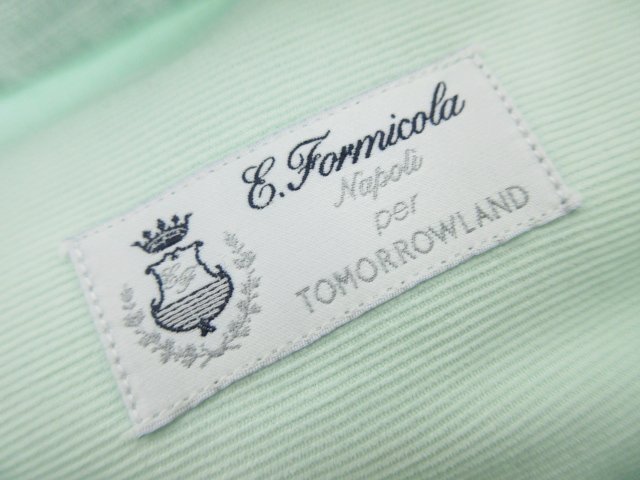 E. Formicola
Napoli
per
TOMORROWLAND